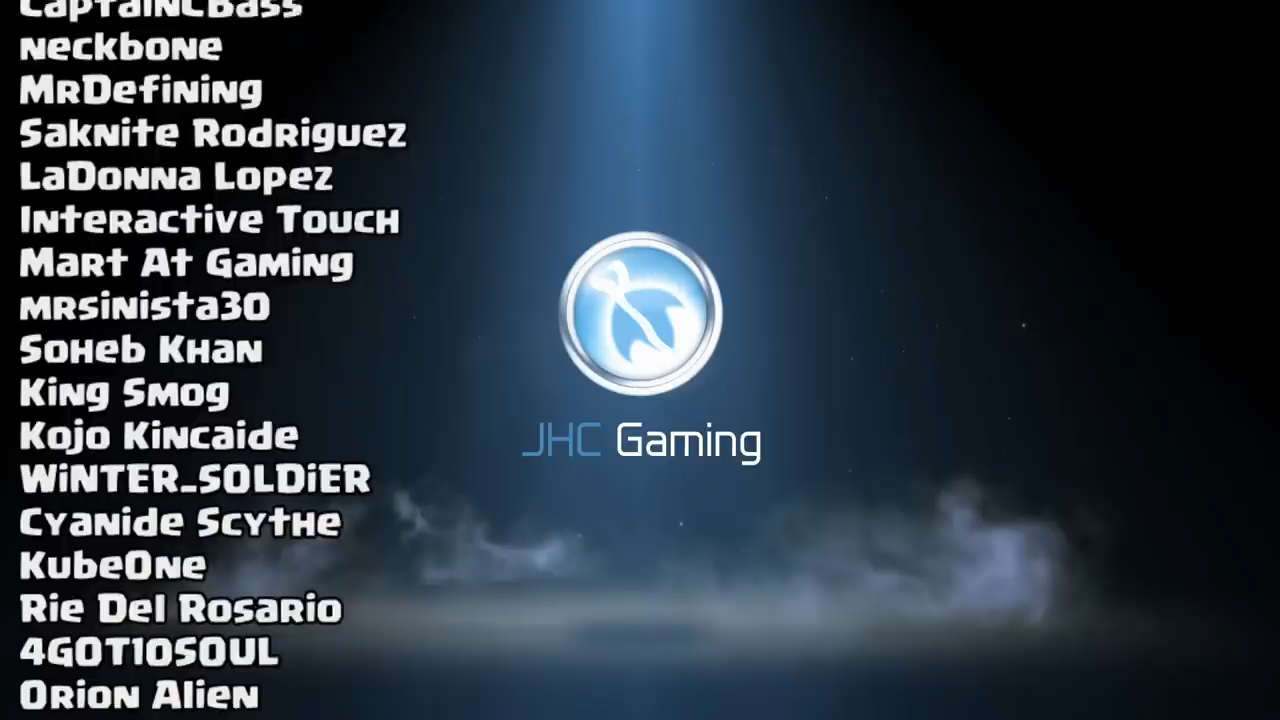 CaptainCBass
neckbone
MrDefining
Saknite Rodriguez
LaDonna Lopez
Interactive Touch
Mart At Gaming
mrsinista30
Soheb Khan
King Smog
Kojo Kincaide
WiNTER_SOLDiER
Cyanide Scythe
KubeOne
Rie Del Rosario
4GOT10SOUL
Orion Alien
JHC Gaming